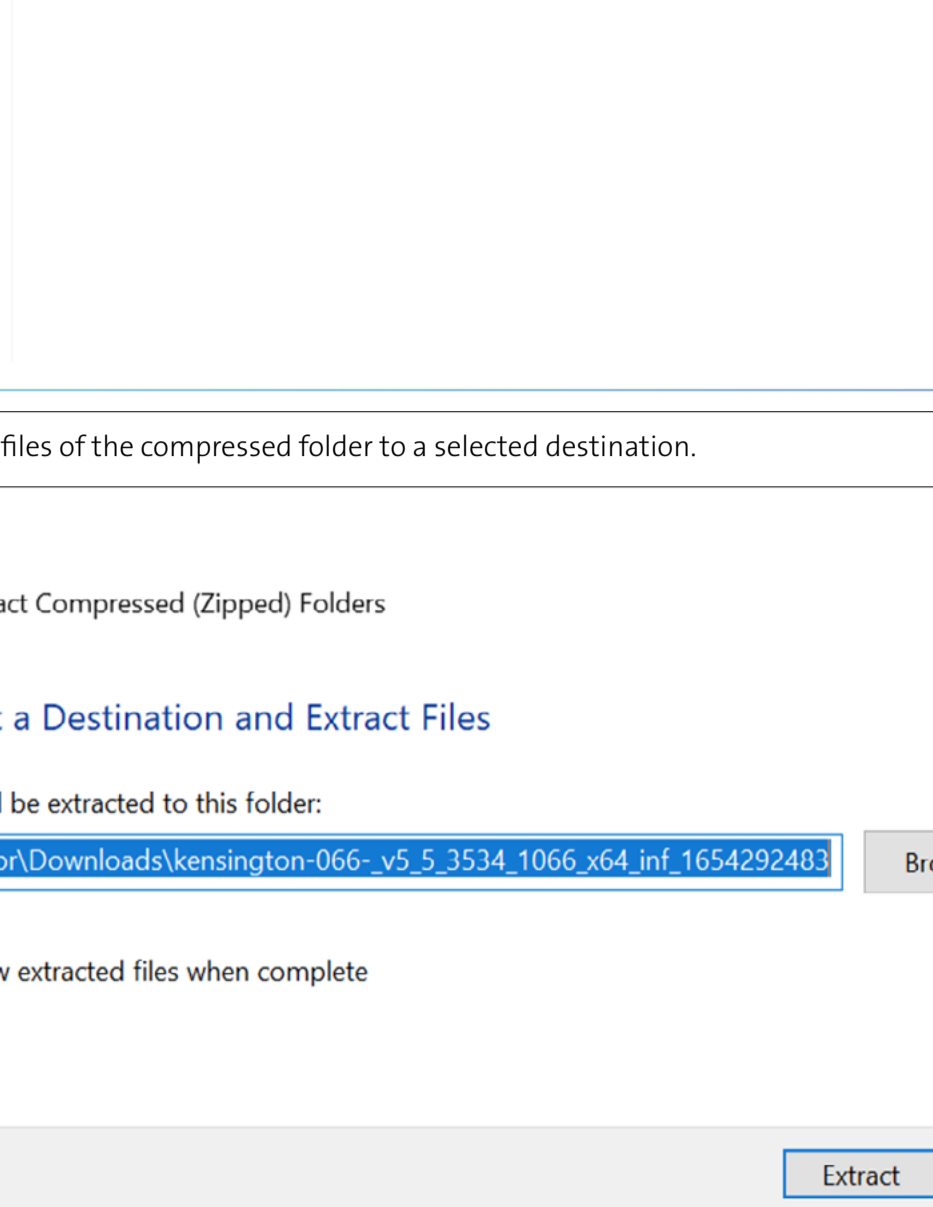 files of the compressed folder to a selected destination.
act Compressed (Zipped) Folders
a Destination and Extract Files
be extracted to this folder:
or\Downloads\kensington-066-_v5_5_3534_1066_x64_inf_1654292483
Bro
w extracted files when complete
Extract